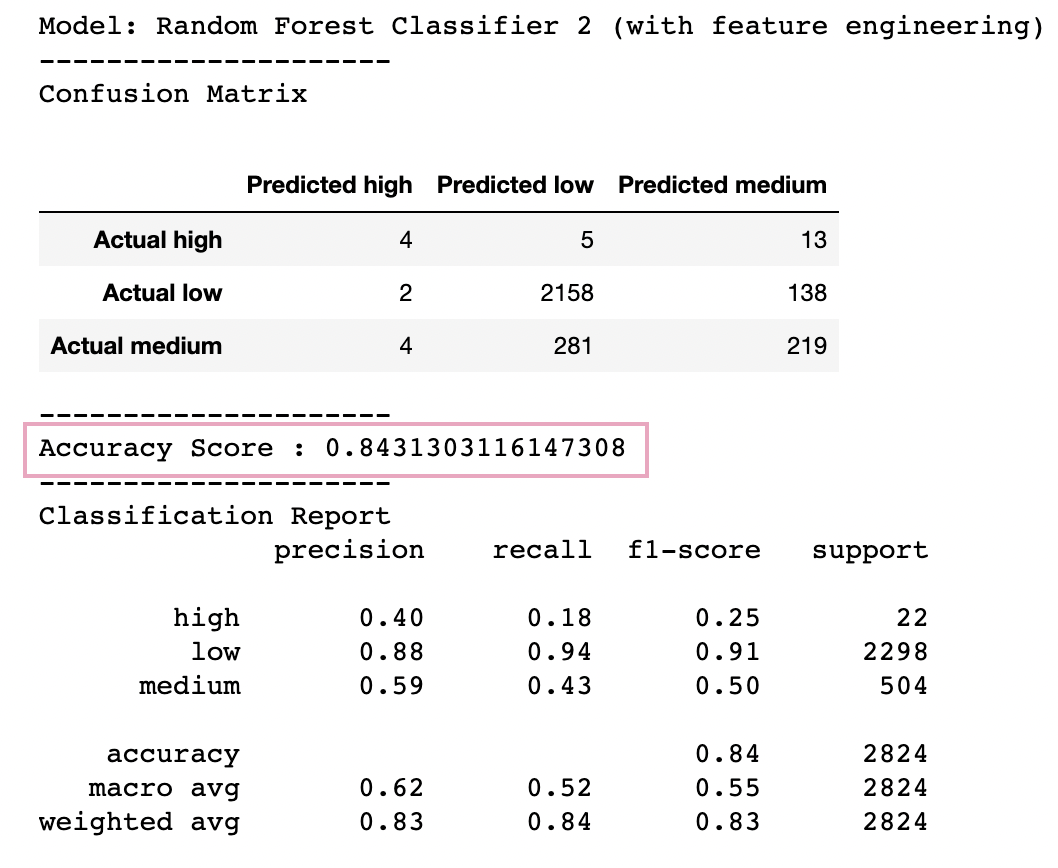 Model: Random Forest Classifier 2 (with feature engineering)
---------------------
Confusion Matrix
Predicted high Predicted low Predicted medium
Actual high 4 5 13
Actual low 2 2158 138
Actual medium 4 281 219
---------------------
Accuracy Score : 0.8431303116147308
---------------------
Classification Report
precision recall f1-score support
high 0.40 0.18 0.25 22
low 0.88 0.94 0.91 2298
medium 0.59 0.43 0.50 504
accuracy 0.84 2824
macro avg 0.62 0.52 0.55 2824
weighted avg 0.83 0.84 0.83 2824